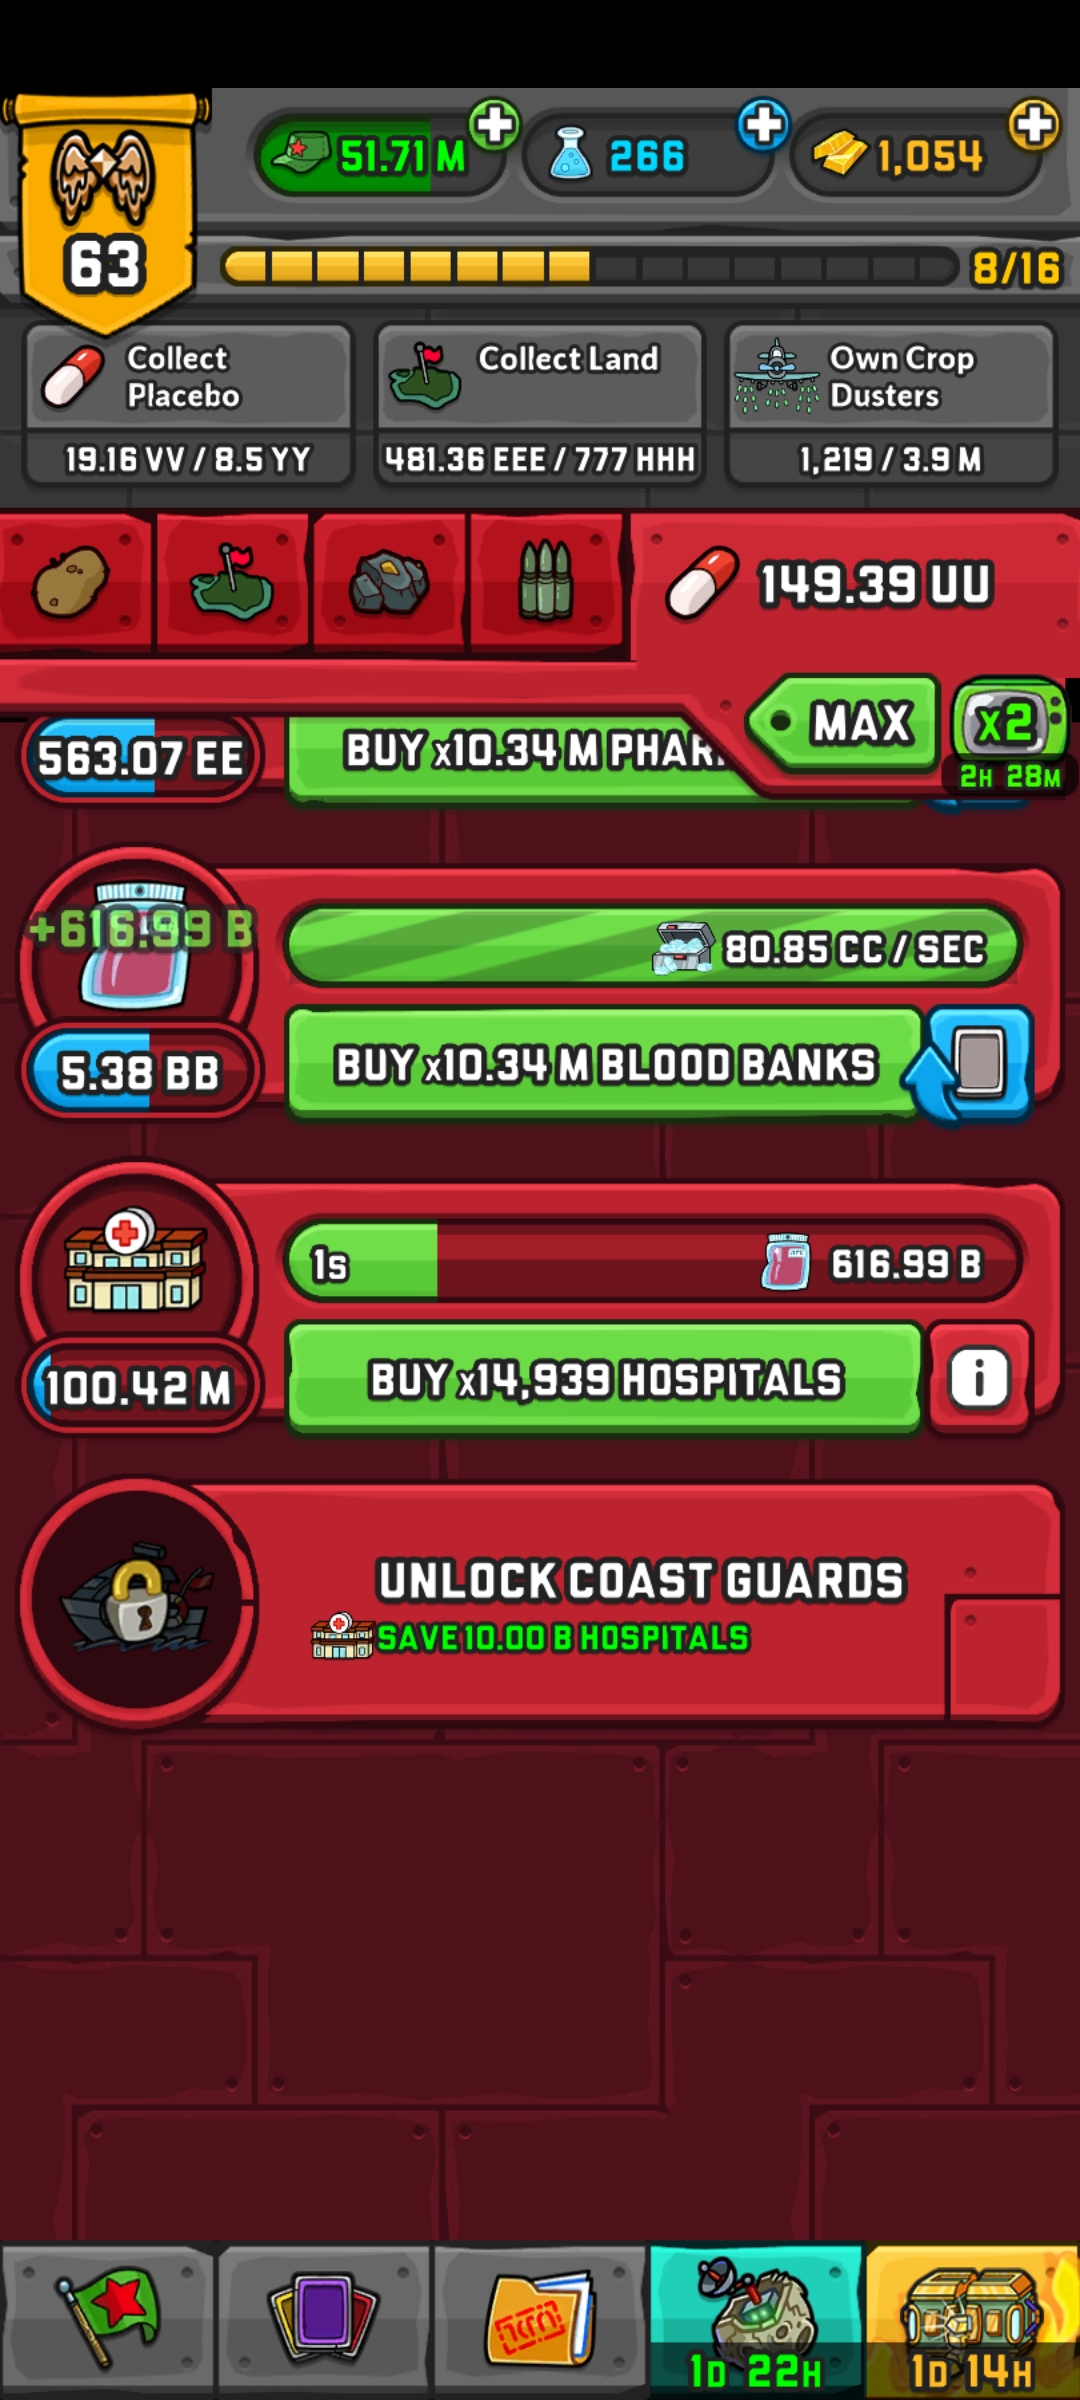 51.71 M
266
1,054
63
8/16
Collect
Placebo
19.16 VV / 8.5 YY
Collect Land
481.36 EEE / 777 HHH
Own Crop
Dusters
1,219 / 3.9 M
149.39 UU
MAX
x2
2H 28M
563.07 EE
BUY x10.34 M PHAR
+616.99 B
80.85 CC / SEC
5.38 BB
BUY x10.34 M BLOOD BANKS
1s
616.99 B
100.42 M
BUY x14,939 HOSPITALS
i
UNLOCK COAST GUARDS
SAVE 10.00 B HOSPITALS
1D 22H
1D 14H